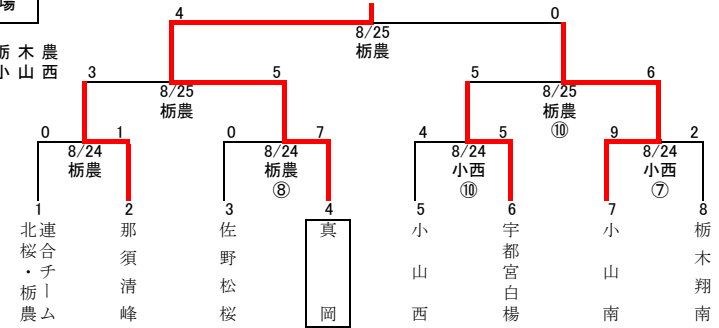 場
4 0
8/25
栃農
栃 木 農
小 山 西
3 5 5 6
8/25 8/25
栃農 栃農
⑩
0 1 0 7 4 5 9 2
8/24 8/24 8/24 8/24
栃農 栃農 小西 小西
⑧ ⑩ ⑦
1 2 3 4 5 6 7 8
連合チーム
北桜・栃農
那須清峰
佐野松桜
真岡
小山西
宇都宮白楊
小山南
栃木翔南